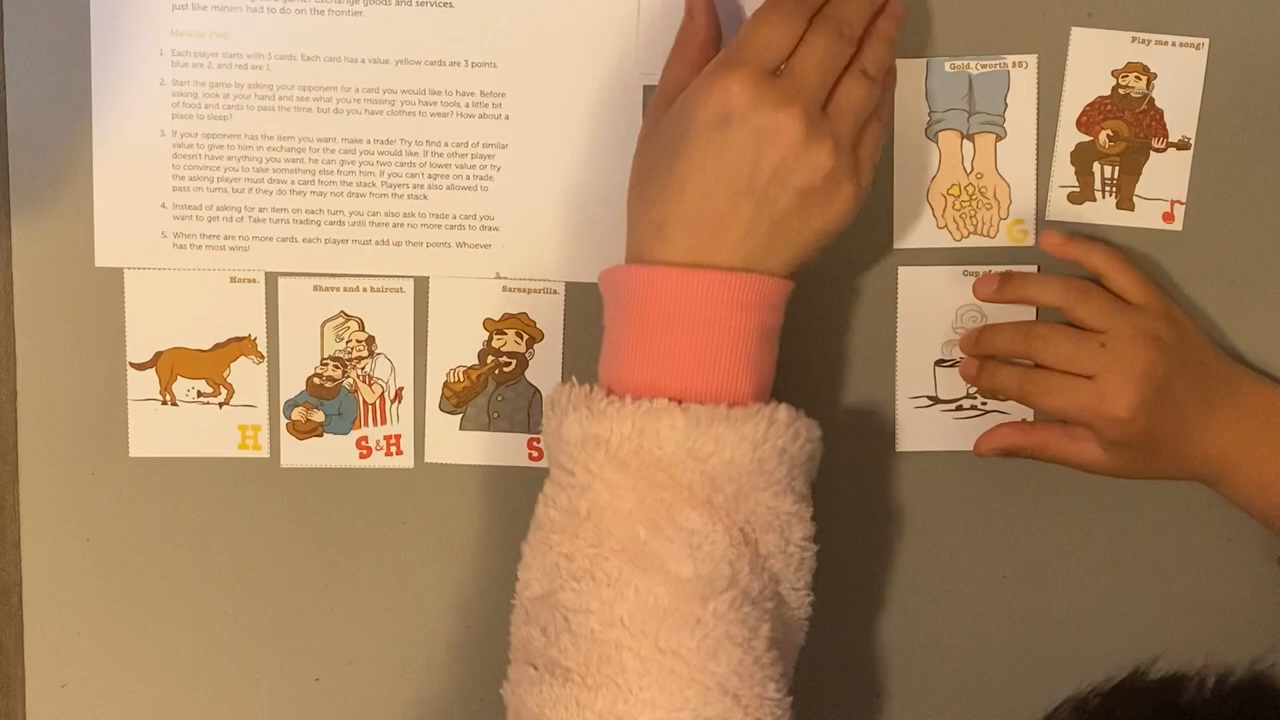 goods and services,
just like miners had to do on the frontier.
How to Play
1. Each player starts with 3 cards. Each card has a value: yellow cards are 3 points,
blue are 2, and red are 1.
2. Start the game by asking your opponent for a card you would like to have. Before
asking, look at your hand and see what you're missing: you have tools, a little bit
of food and cards to pass the time, but do you have clothes to wear? How about a
place to sleep?
3. If your opponent has the item you want, make a trade! Try to find a card of similar
value to give to him in exchange for the card you would like. If the other player
doesn't have anything you want, he can give you two cards of lower value or try
to convince you to take something else from him. If you can't agree on a trade,
the asking player must draw a card from the stack. Players are also allowed to
pass on turns, but if they do they may not draw from the stack.
4. Instead of asking for an item on each turn, you can also ask to trade a card you
want to get rid of. Take turns trading cards until there are no more cards to draw.
5. When there are no more cards, each player must add up their points. Whoever
has the most wins!
Gold. (worth $5)
G
Play me a song!
Horse.
H
Shave and a haircut.
S&H
Sarsaparilla.
S
Cup of